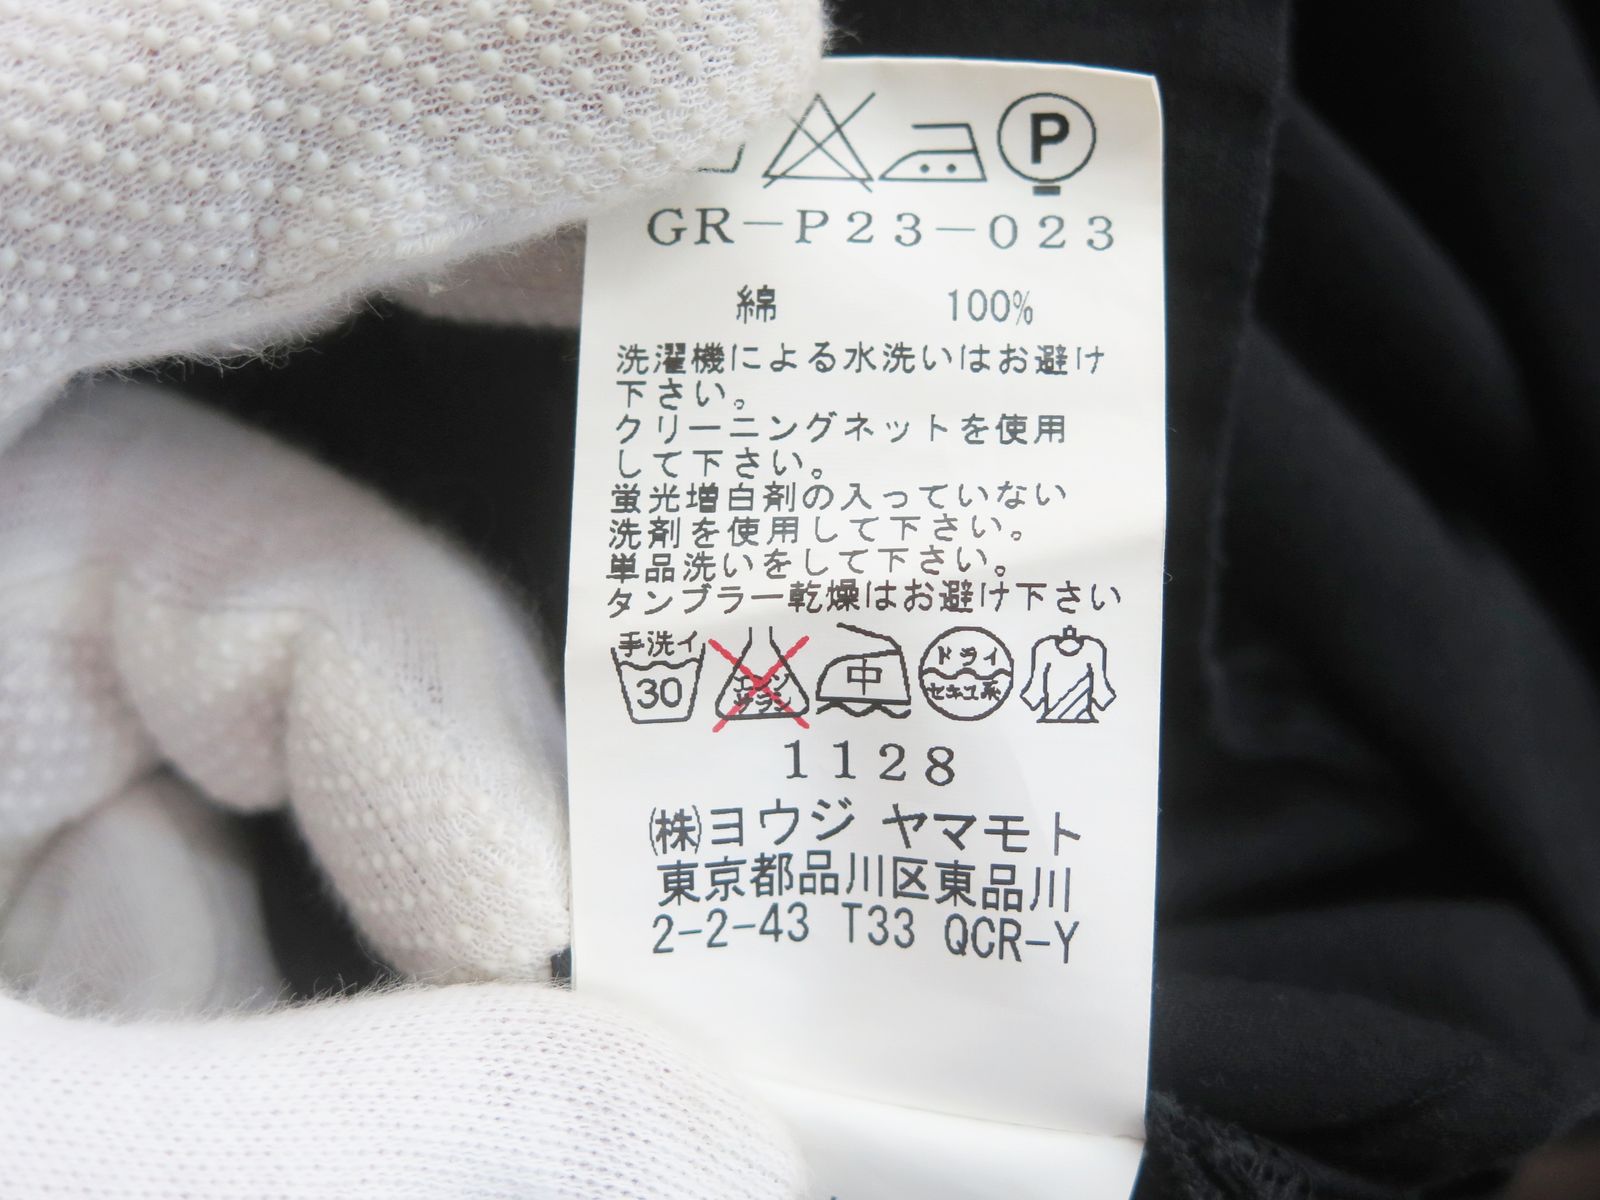 P
GR-P23-023
綿 100%
洗濯機による水洗いはお避け
下さい。
クリーニングネットを使用
して下さい。
蛍光増白剤の入っていない
洗剤を使用して下さい。
単品洗いをして下さい。
タンブラー乾燥はお避け下さい
手洗イ 30 エンソサラシ 中 ドライ セキユ系
1128
(株)ヨウジ ヤマモト
東京都品川区東品川
2-2-43 T33 QCR-Y